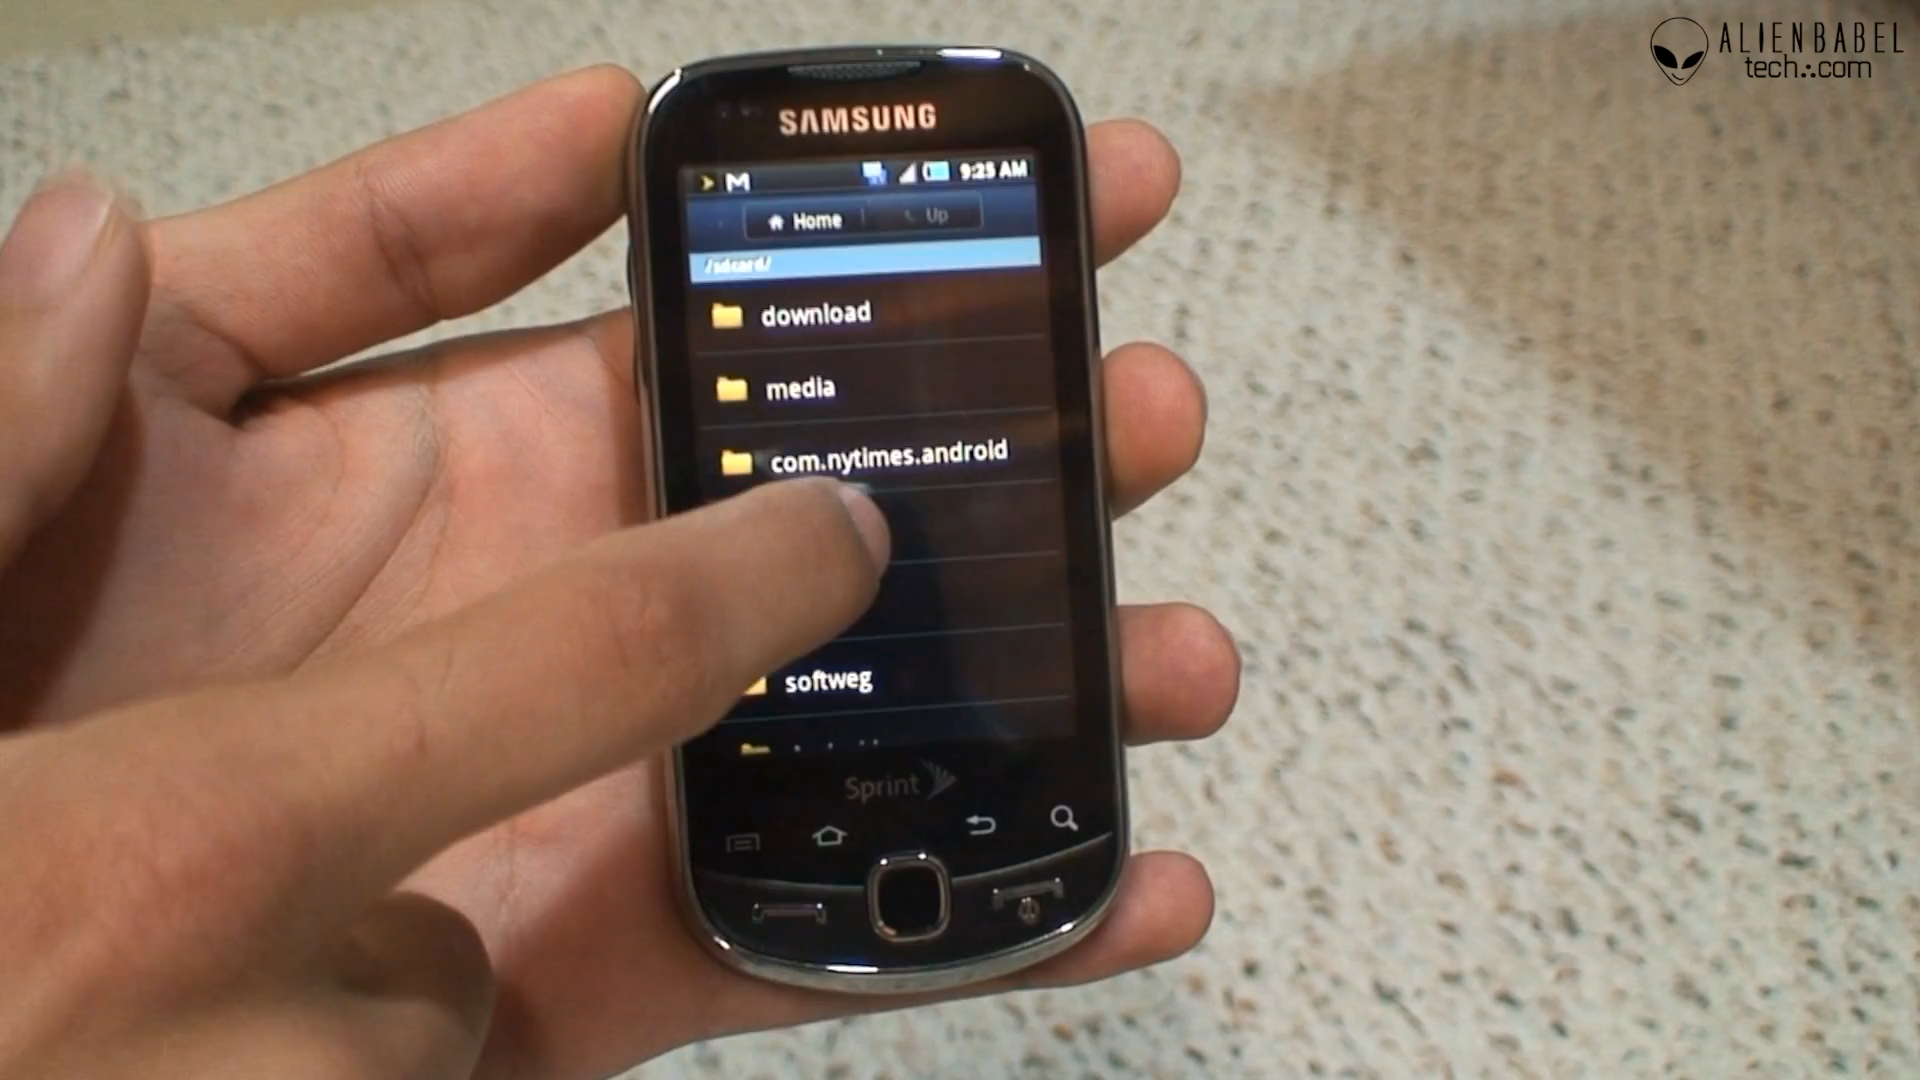 ALIENBABEL
tech.com
SAMSUNG
9:25 AM
Home
Up
/sdcard/
download
media
com.nytimes.android
softweg
Sprint